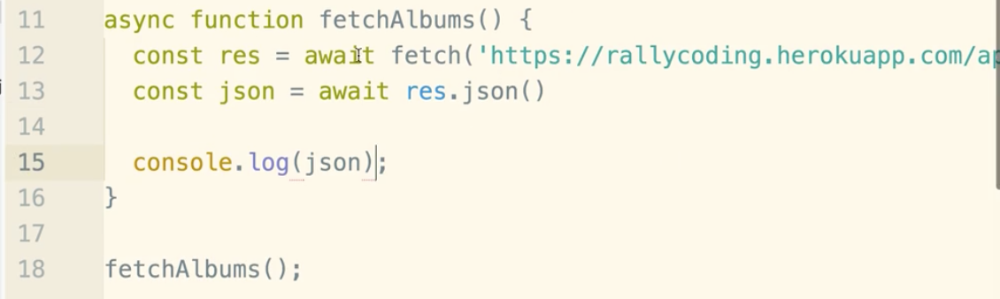 11 async function fetchAlbums() {
12 const res = await fetch('https://rallycoding.herokuapp.com/ap
13 const json = await res.json()
14
15 console.log(json);
16 }
17
18 fetchAlbums();